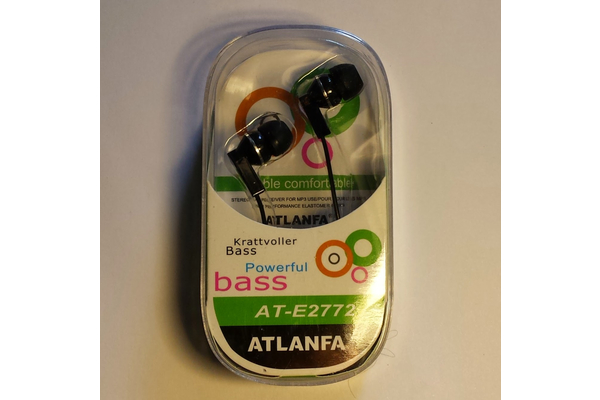 ble comfortable
ATLANFA
Krattvoller
Bass
Powerful
bass
AT-E2772
ATLANFA